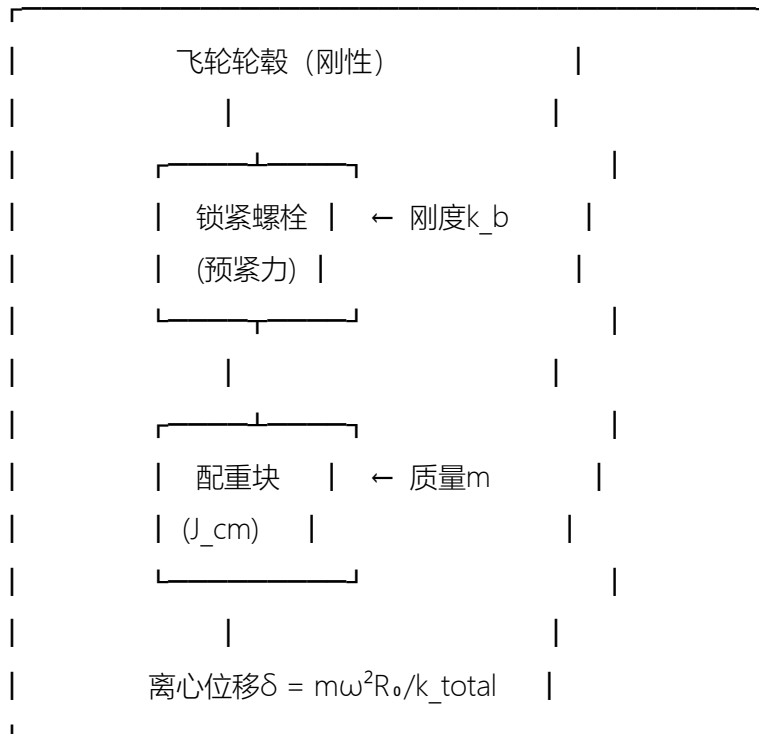 飞轮轮毂（刚性）
锁紧螺栓 ← 刚度k_b
(预紧力)
配重块 ← 质量m
(J_cm)
离心位移δ = mω²R₀/k_total